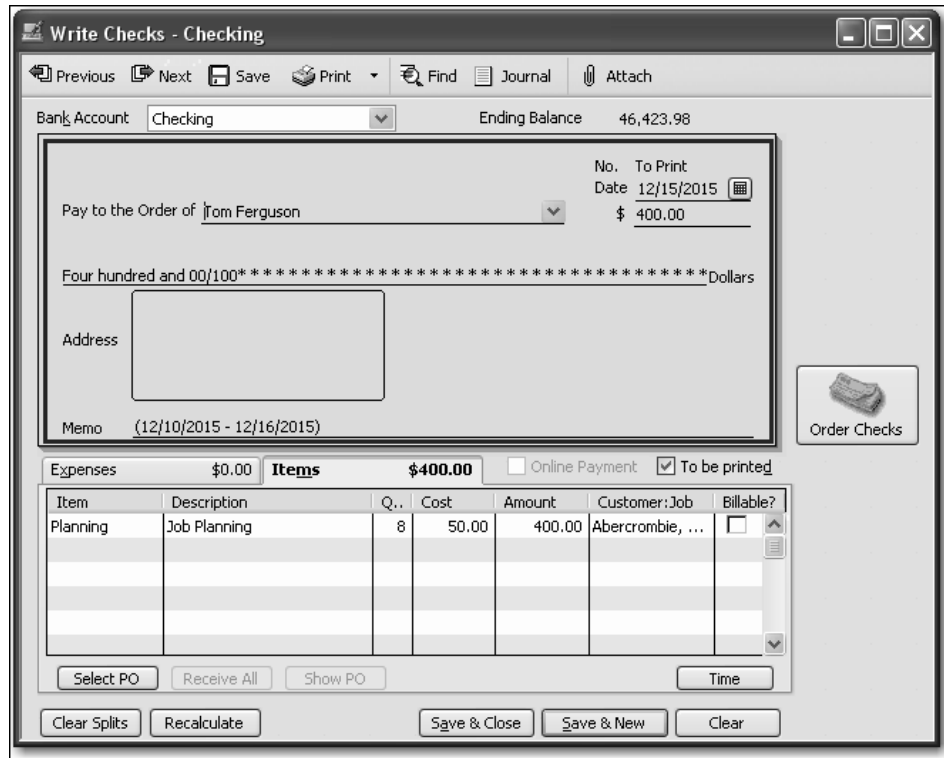 Write Checks - Checking
Previous Next Save Print Find Journal Attach
Bank Account Checking Ending Balance 46,423.98
No. To Print
Date 12/15/2015
Pay to the Order of Tom Ferguson $ 400.00
Four hundred and 00/100* * * * * * * * * * * * * * * * * * * * * * * * * * * * * * * * * * * * *Dollars
Address
Memo (12/10/2015 - 12/16/2015)
Order Checks
Expenses $0.00 Items $400.00 Online Payment To be printed
Item Description Q.. Cost Amount Customer:Job Billable?
Planning Job Planning 8 50.00 400.00 Abercrombie, ...
Select PO Receive All Show PO Time
Clear Splits Recalculate Save & Close Save & New Clear